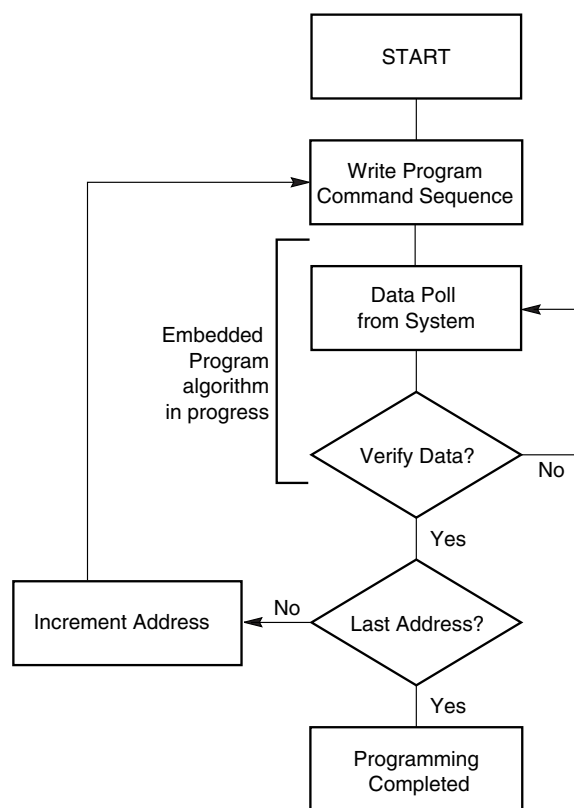 START
Write Program
Command Sequence
Data Poll
from System
Embedded
Program
algorithm
in progress
Verify Data?
No
Yes
Increment Address
No
Last Address?
Yes
Programming
Completed